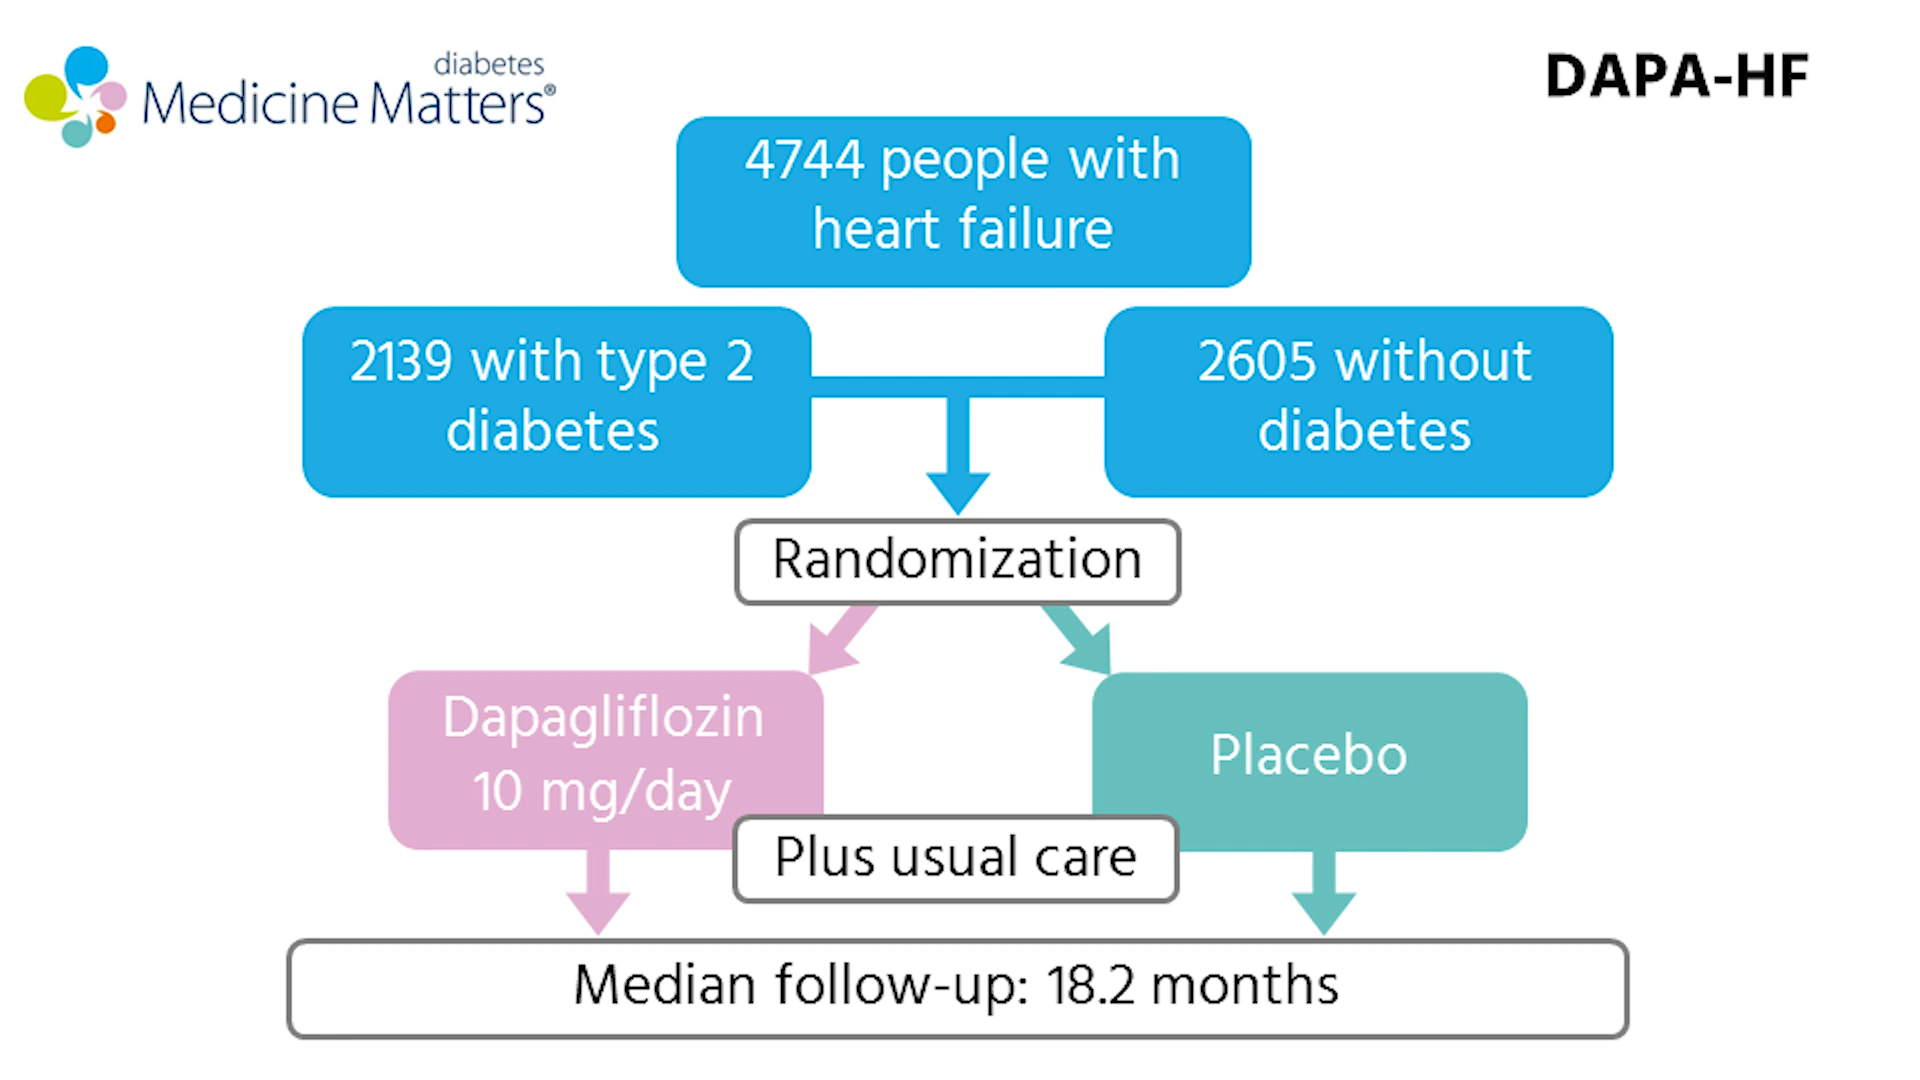 diabetes
Medicine Matters®
DAPA-HF
4744 people with
heart failure
2139 with type 2
diabetes
2605 without
diabetes
Randomization
Dapagliflozin
10 mg/day
Placebo
Plus usual care
Median follow-up: 18.2 months